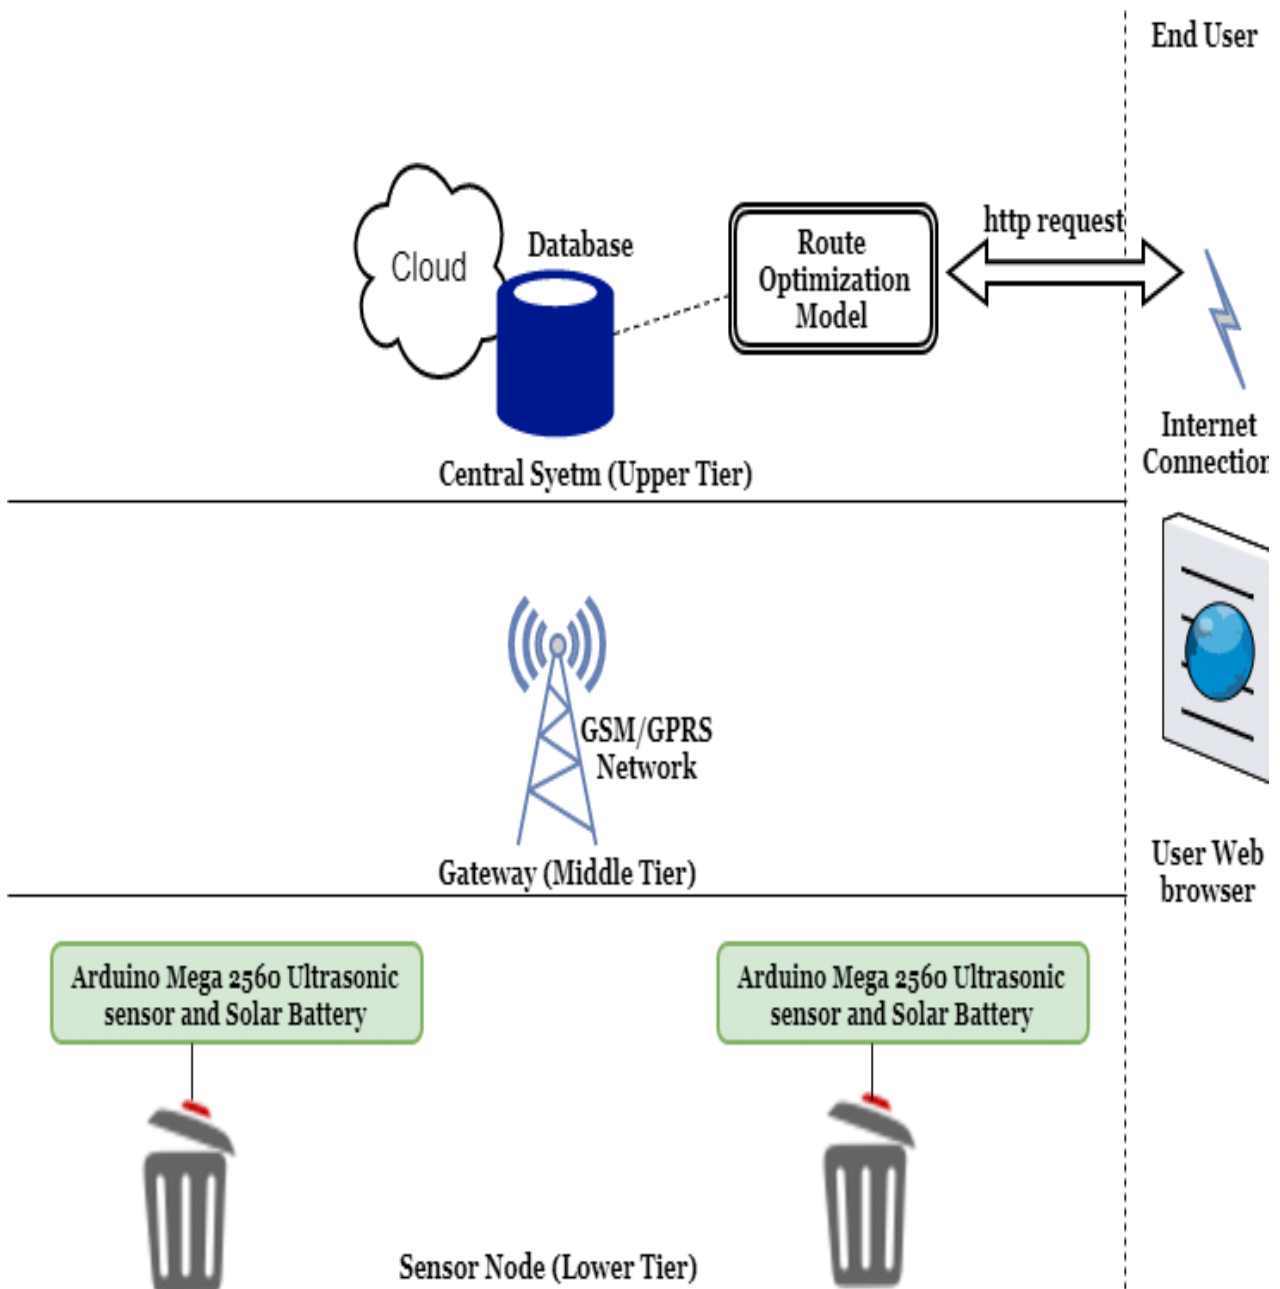 End User
http request
Route
Optimization
Model
Database
Cloud
Internet
Connection
Central Syetm (Upper Tier)
GSM/GPRS
Network
Gateway (Middle Tier)
User Web
browser
Arduino Mega 2560 Ultrasonic
sensor and Solar Battery
Arduino Mega 2560 Ultrasonic
sensor and Solar Battery
Sensor Node (Lower Tier)